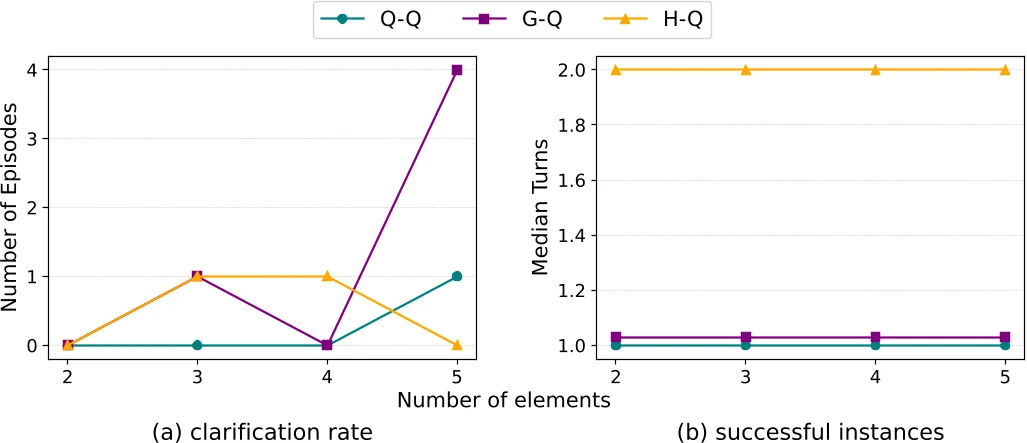 Q-Q G-Q H-Q
Number of Episodes
4
3
2
1
0
2 3 4 5
Median Turns
2.0
1.8
1.6
1.4
1.2
1.0
2 3 4 5
Number of elements
(a) clarification rate
(b) successful instances